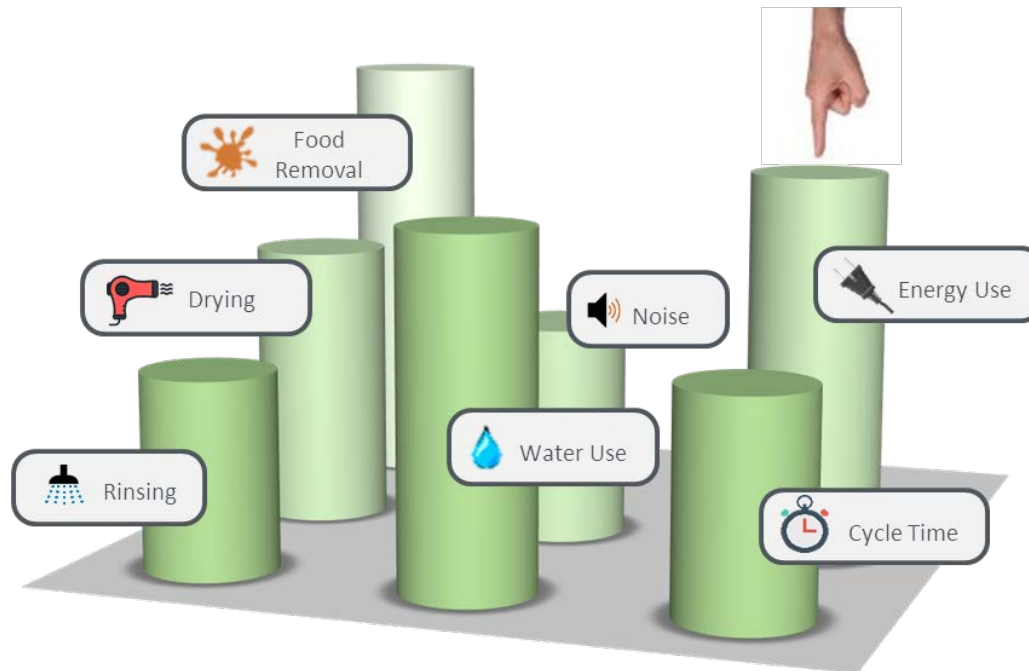 Food
Removal
Drying
Noise
Energy Use
Rinsing
Water Use
Cycle Time